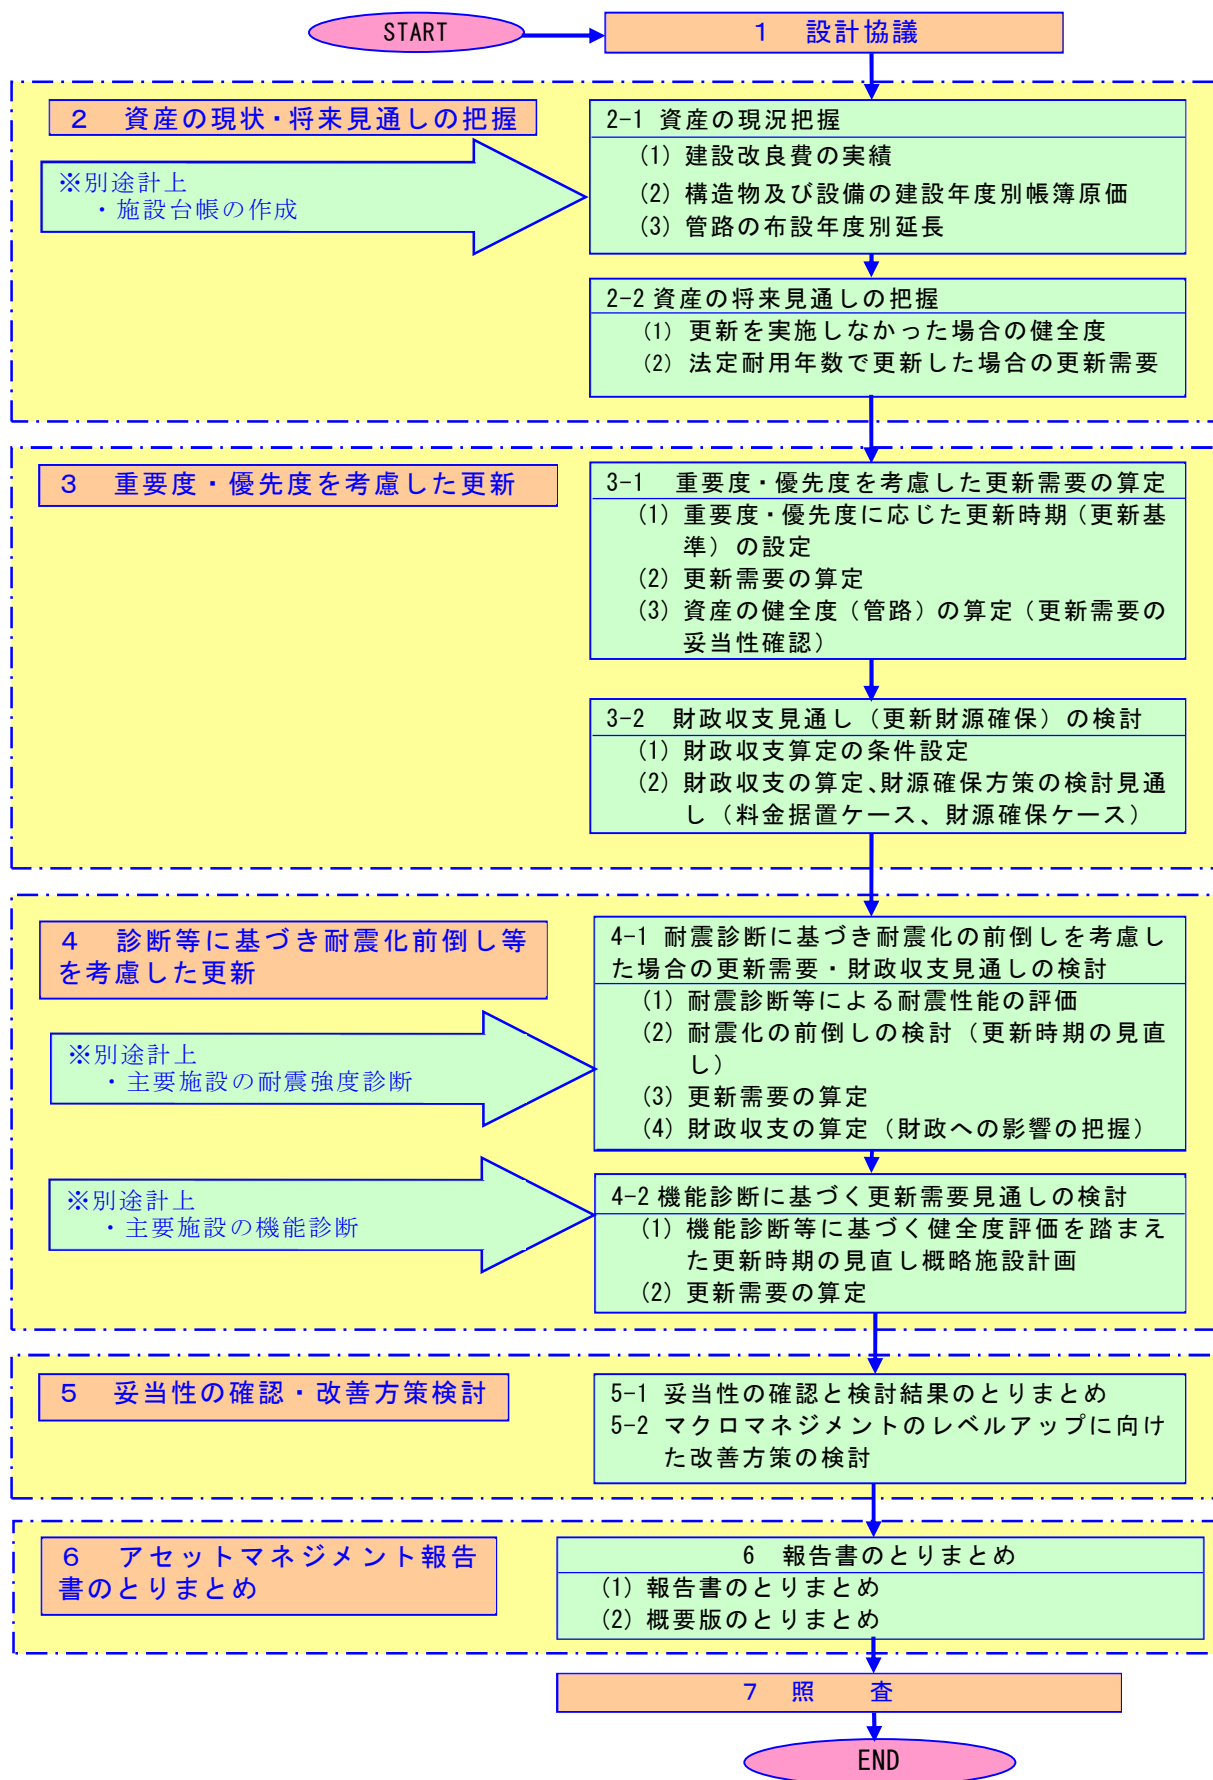 START
1 設計協議
2 資産の現状・将来見通しの把握
※別途計上
・施設台帳の作成
2-1 資産の現況把握
(1) 建設改良費の実績
(2) 構造物及び設備の建設年度別帳簿原価
(3) 管路の布設年度別延長
2-2 資産の将来見通しの把握
(1) 更新を実施しなかった場合の健全度
(2) 法定耐用年数で更新した場合の更新需要
3 重要度・優先度を考慮した更新
3-1 重要度・優先度を考慮した更新需要の算定
(1) 重要度・優先度に応じた更新時期（更新基
準）の設定
(2) 更新需要の算定
(3) 資産の健全度（管路）の算定（更新需要の
妥当性確認）
3-2 財政収支見通し（更新財源確保）の検討
(1) 財政収支算定の条件設定
(2) 財政収支の算定、財源確保方策の検討見通
し（料金据置ケース、財源確保ケース）
4 診断等に基づき耐震化前倒し等
を考慮した更新
※別途計上
・主要施設の耐震強度診断
4-1 耐震診断に基づき耐震化の前倒しを考慮し
た場合の更新需要・財政収支見通しの検討
(1) 耐震診断等による耐震性能の評価
(2) 耐震化の前倒しの検討（更新時期の見直
し）
(3) 更新需要の算定
(4) 財政収支の算定（財政への影響の把握）
※別途計上
・主要施設の機能診断
4-2 機能診断に基づく更新需要見通しの検討
(1) 機能診断等に基づく健全度評価を踏まえ
た更新時期の見直し概略施設計画
(2) 更新需要の算定
5 妥当性の確認・改善方策検討
5-1 妥当性の確認と検討結果のとりまとめ
5-2 マクロマネジメントのレベルアップに向け
た改善方策の検討
6 アセットマネジメント報告
書のとりまとめ
6 報告書のとりまとめ
(1) 報告書のとりまとめ
(2) 概要版のとりまとめ
7 照 査
END